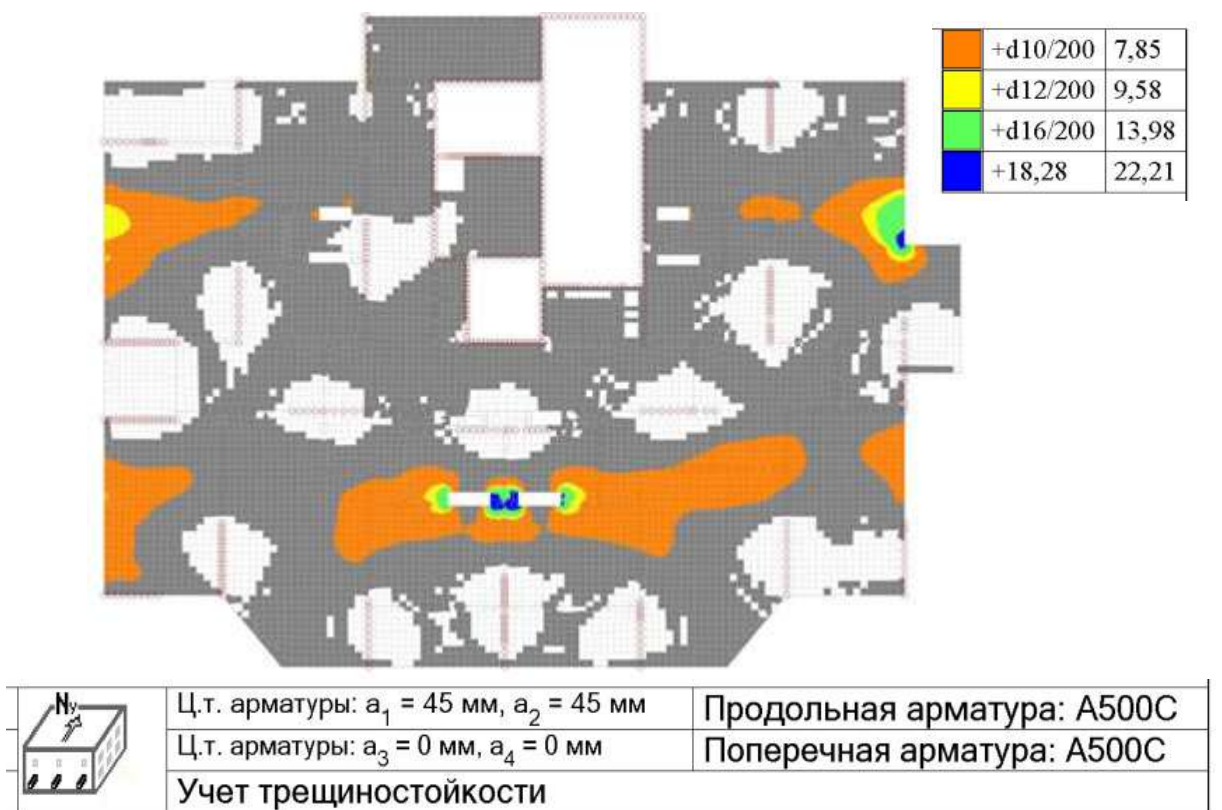 +d10/200 7,85
+d12/200 9,58
+d16/200 13,98
+18,28 22,21
Ny
Ц.т. арматуры: a1 = 45 мм, a2 = 45 мм
Продольная арматура: А500С
Ц.т. арматуры: a3 = 0 мм, a4 = 0 мм
Поперечная арматура: А500С
Учет трещиностойкости